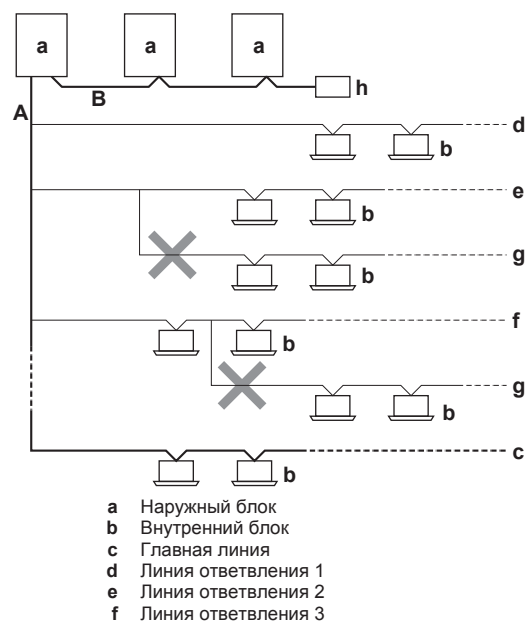 a a a
B h
A
d
b
e
b
g
b
f
b
g
b
c
b
a Наружный блок
b Внутренний блок
c Главная линия
d Линия ответвления 1
e Линия ответвления 2
f Линия ответвления 3